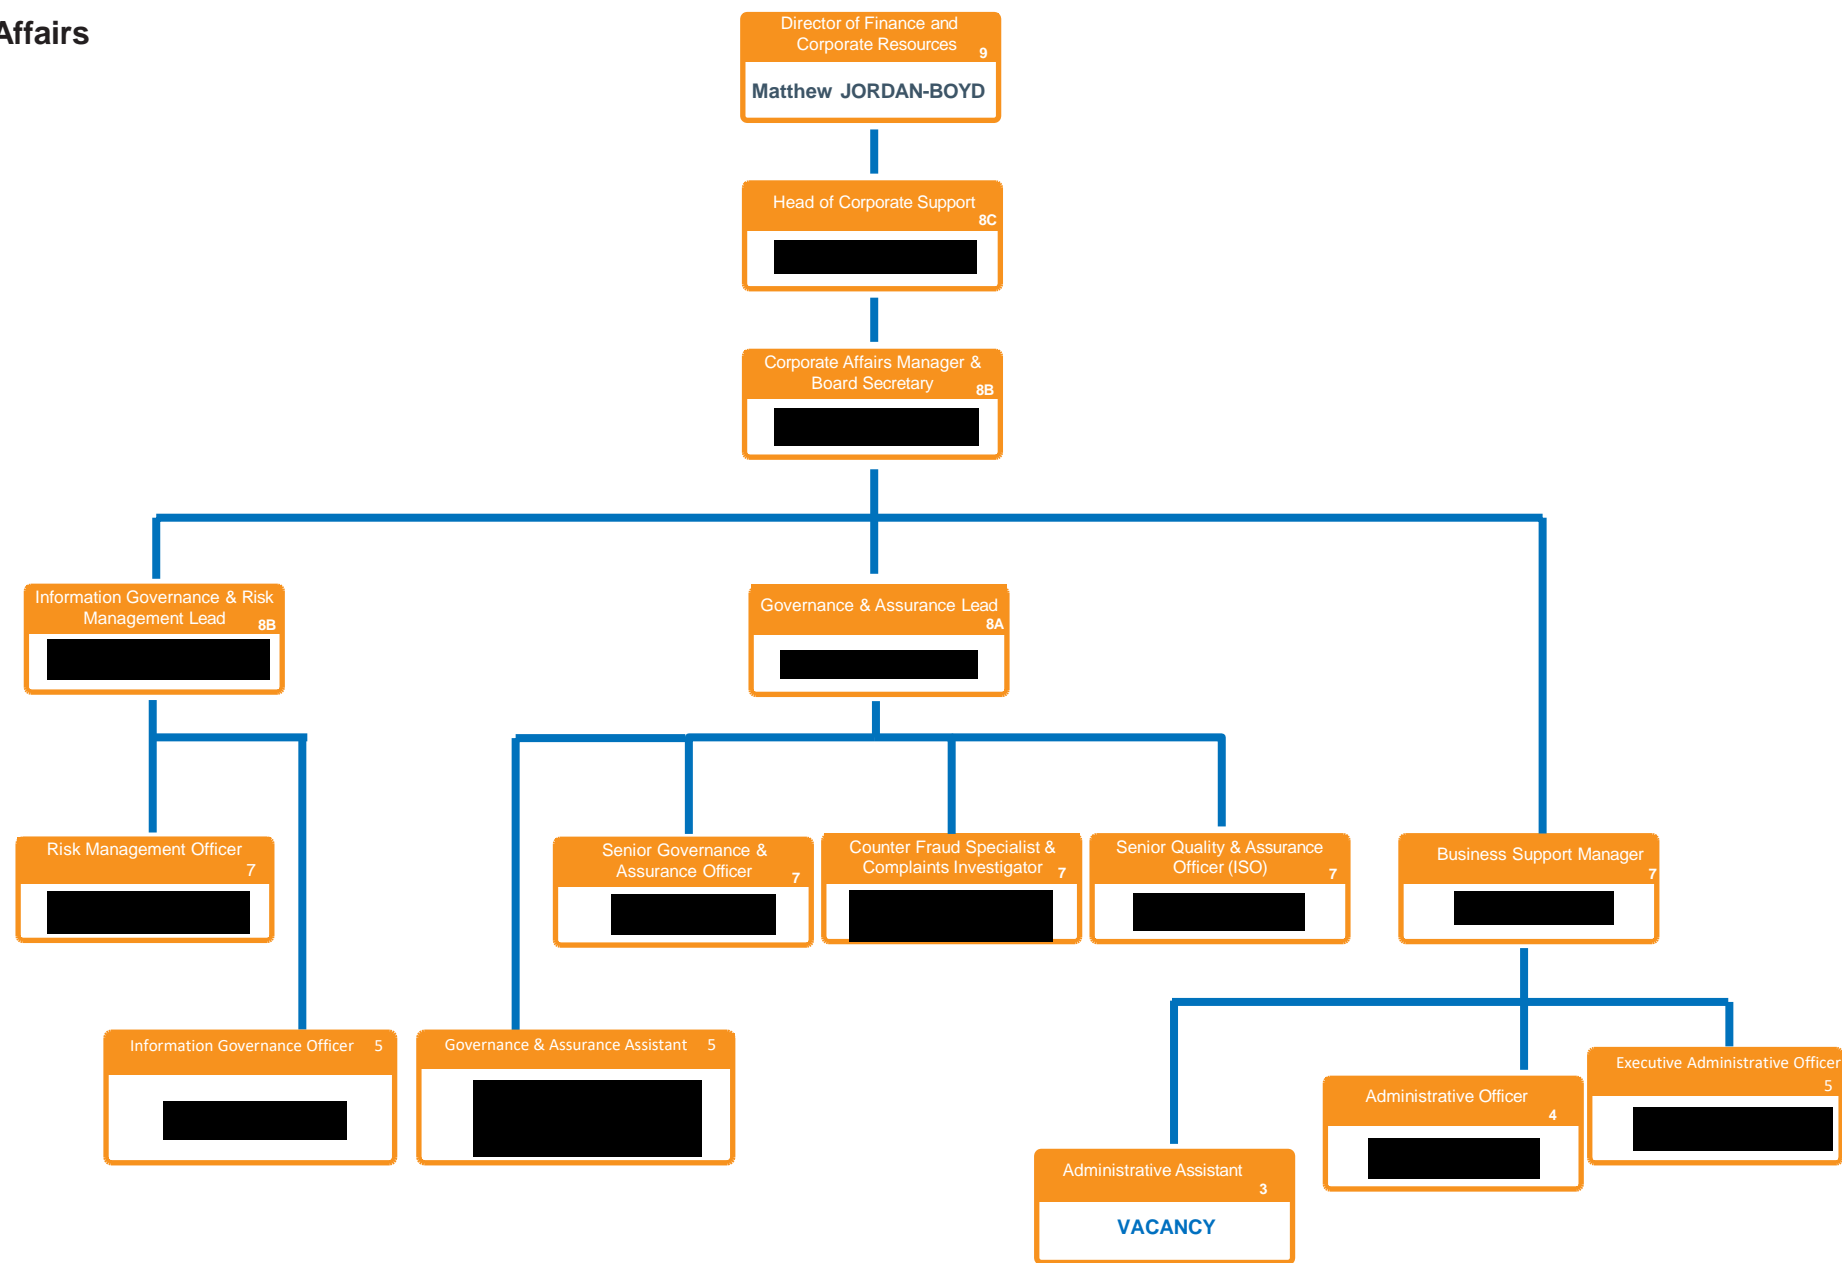 Affairs
Director of Finance and
Corporate Resources 9
Matthew JORDAN-BOYD
Head of Corporate Support
8C
Corporate Affairs Manager &
Board Secretary 8B
Information Governance & Risk
Management Lead 8B
Governance & Assurance Lead
8A
Risk Management Officer
7
Senior Governance &
Assurance Officer 7
Counter Fraud Specialist &
Complaints Investigator 7
Senior Quality & Assurance
Officer (ISO) 7
Business Support Manager
7
Information Governance Officer 5
Governance & Assurance Assistant 5
Executive Administrative Officer
5
Administrative Officer
4
Administrative Assistant
3
VACANCY